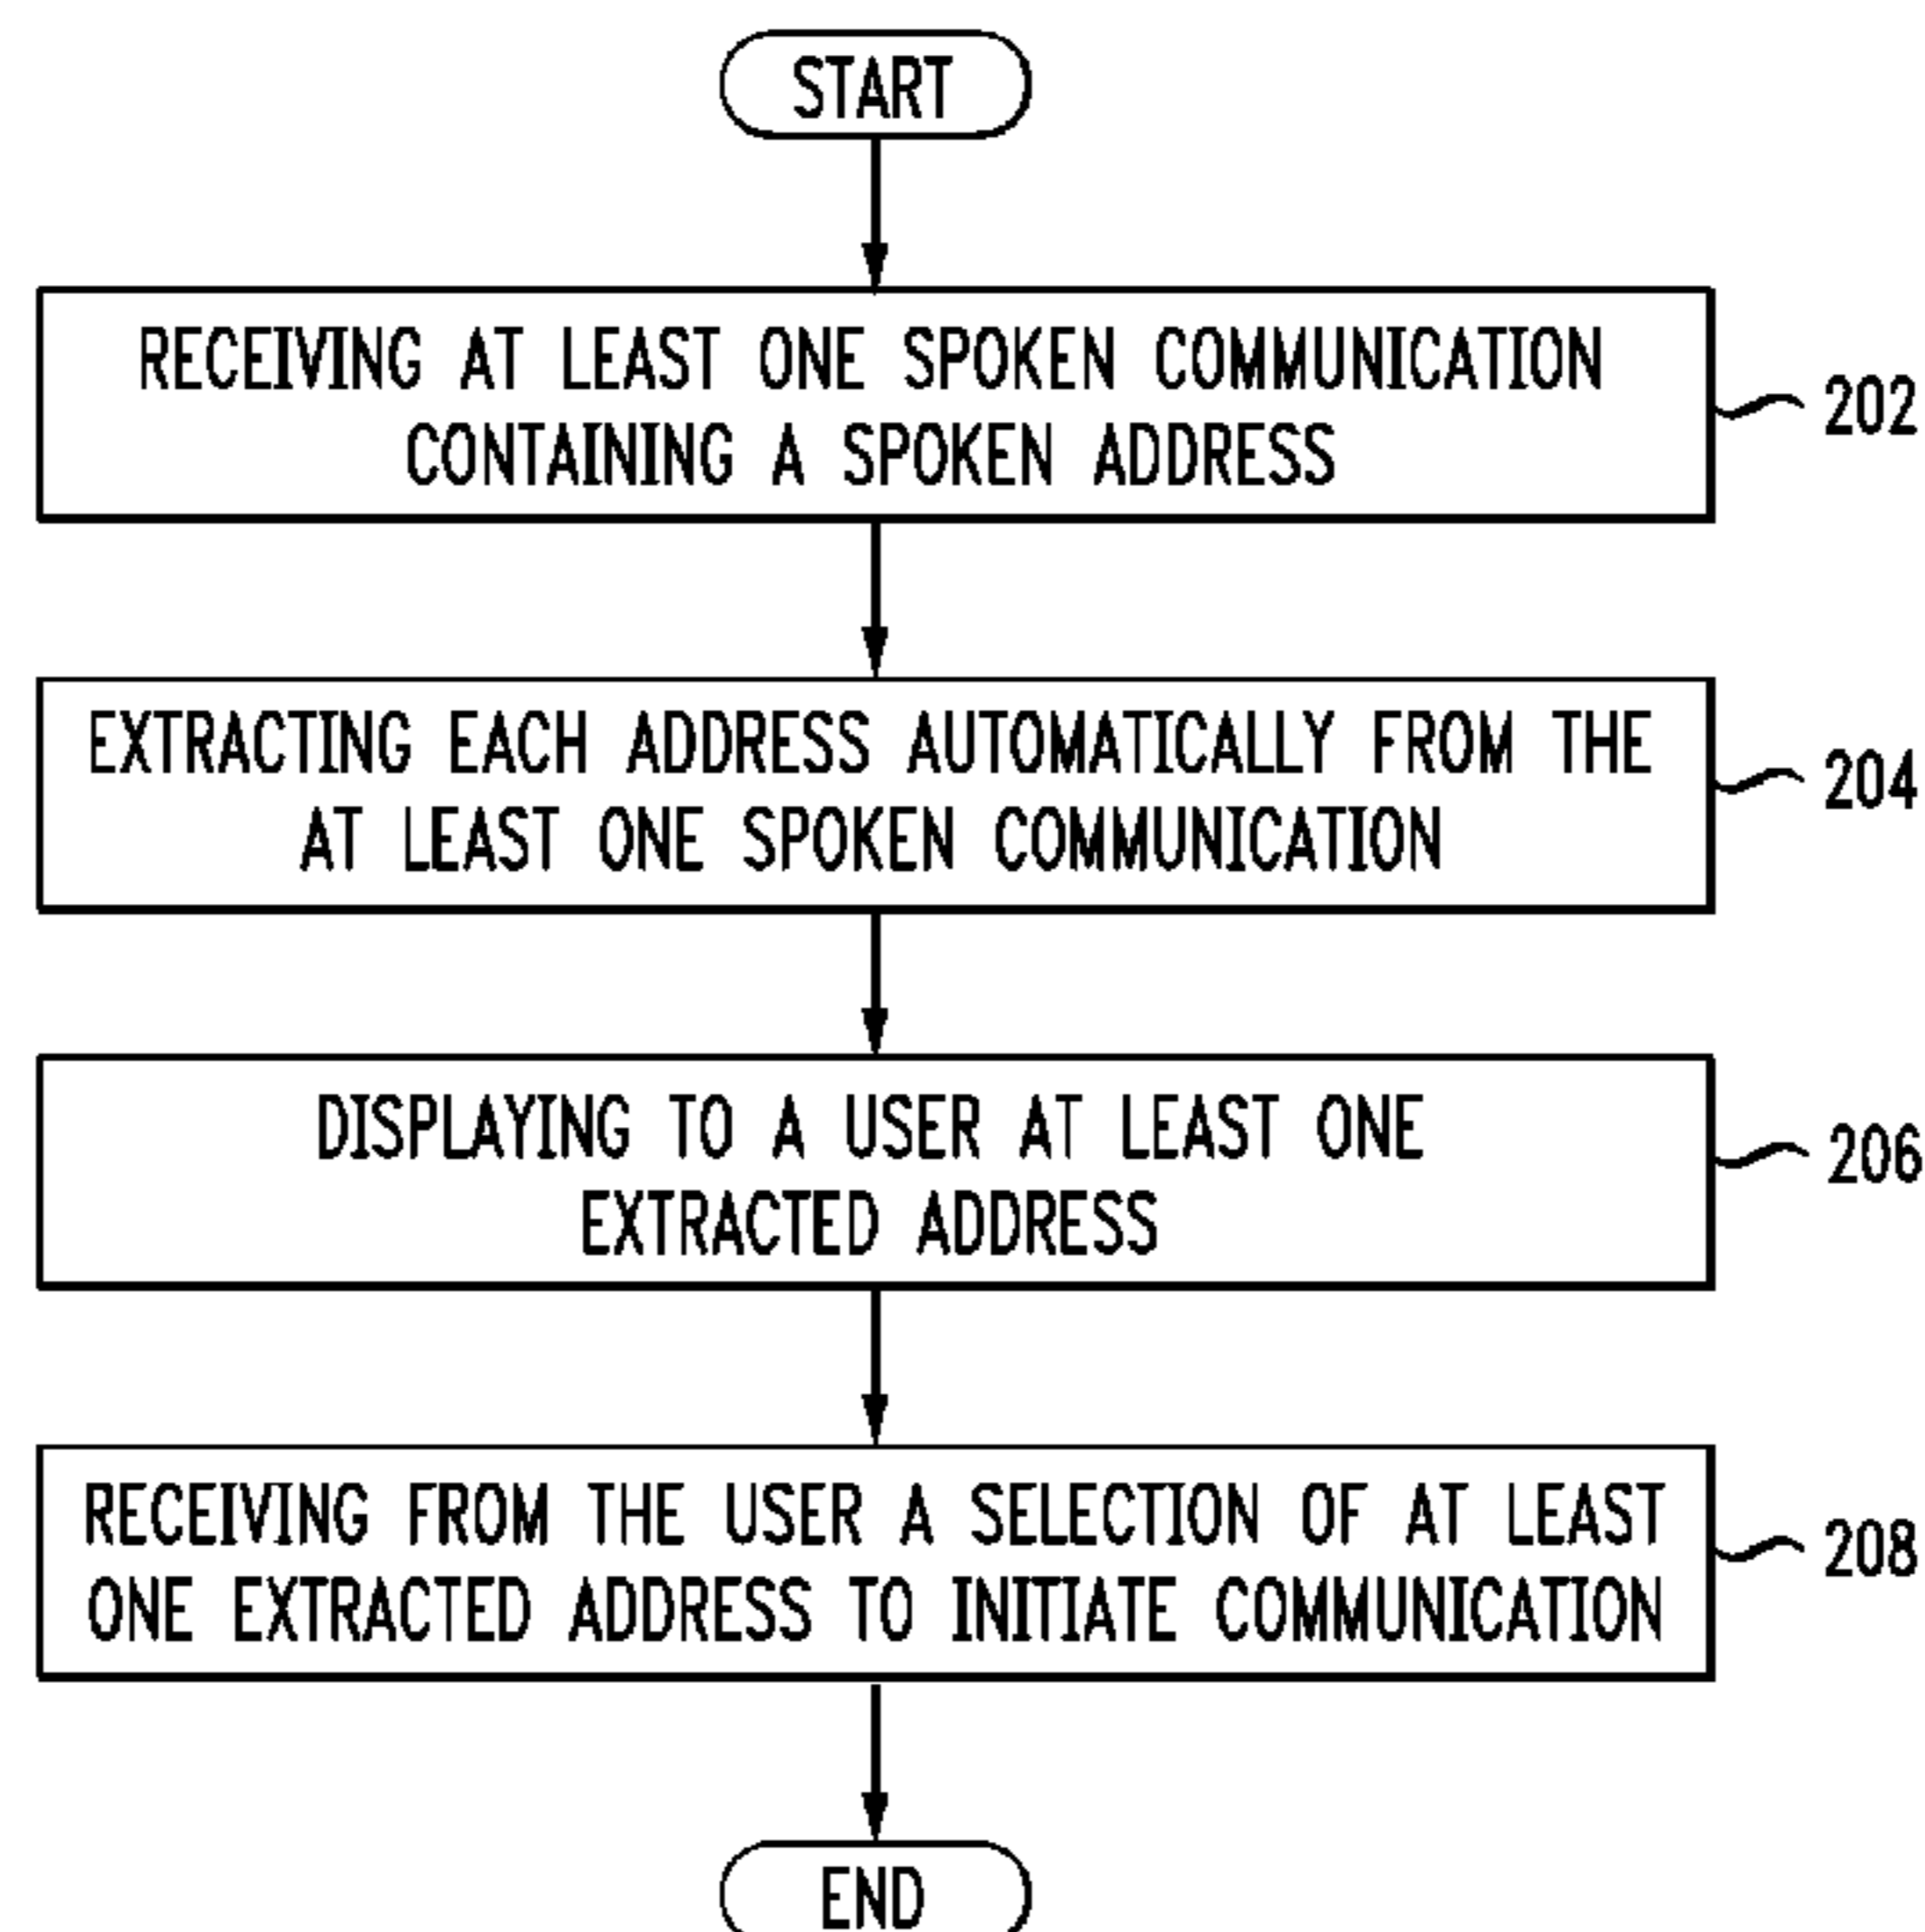 START
RECEIVING AT LEAST ONE SPOKEN COMMUNICATION
CONTAINING A SPOKEN ADDRESS
202
EXTRACTING EACH ADDRESS AUTOMATICALLY FROM THE
AT LEAST ONE SPOKEN COMMUNICATION
204
DISPLAYING TO A USER AT LEAST ONE
EXTRACTED ADDRESS
206
RECEIVING FROM THE USER A SELECTION OF AT LEAST
ONE EXTRACTED ADDRESS TO INITIATE COMMUNICATION
208
END